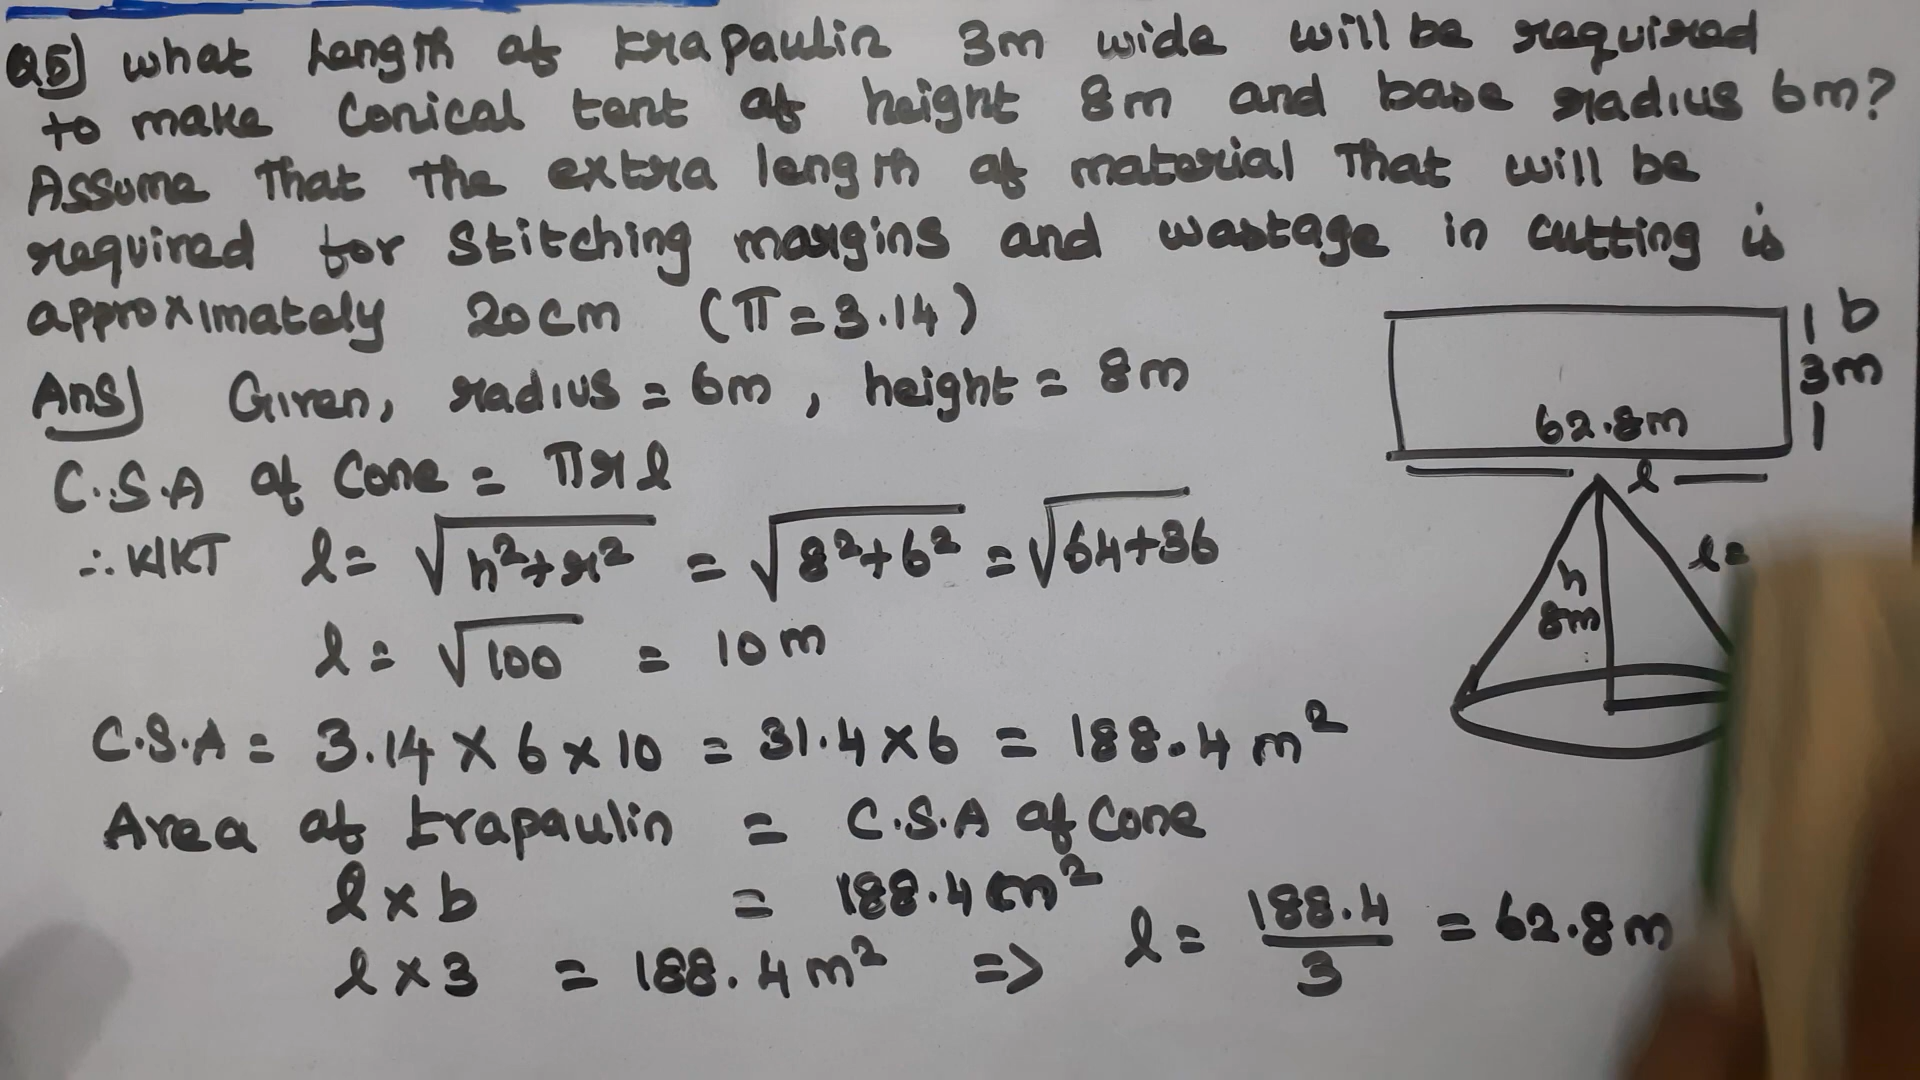 Q5) what length of trapaulin 3m wide will be required
to make conical tent of height 8m and base radius 6m?
Assume that the extra length of material that will be
required for stitching margins and wastage in cutting is
approximately 20cm (π=3.14)
Ans) Given, radius = 6m, height = 8m
b
3m
62.8m
l
C.S.A of Cone = πrl
∴ WKT l = √h²+r² = √8²+6² = √64+36
l=
h
8m
l = √100 = 10m
C.S.A = 3.14 × 6 × 10 = 31.4×6 = 188.4 m²
Area of trapaulin = C.S.A of Cone
l×b = 188.4 m²
l×3 = 188.4 m² => l = 188.4/3 = 62.8m